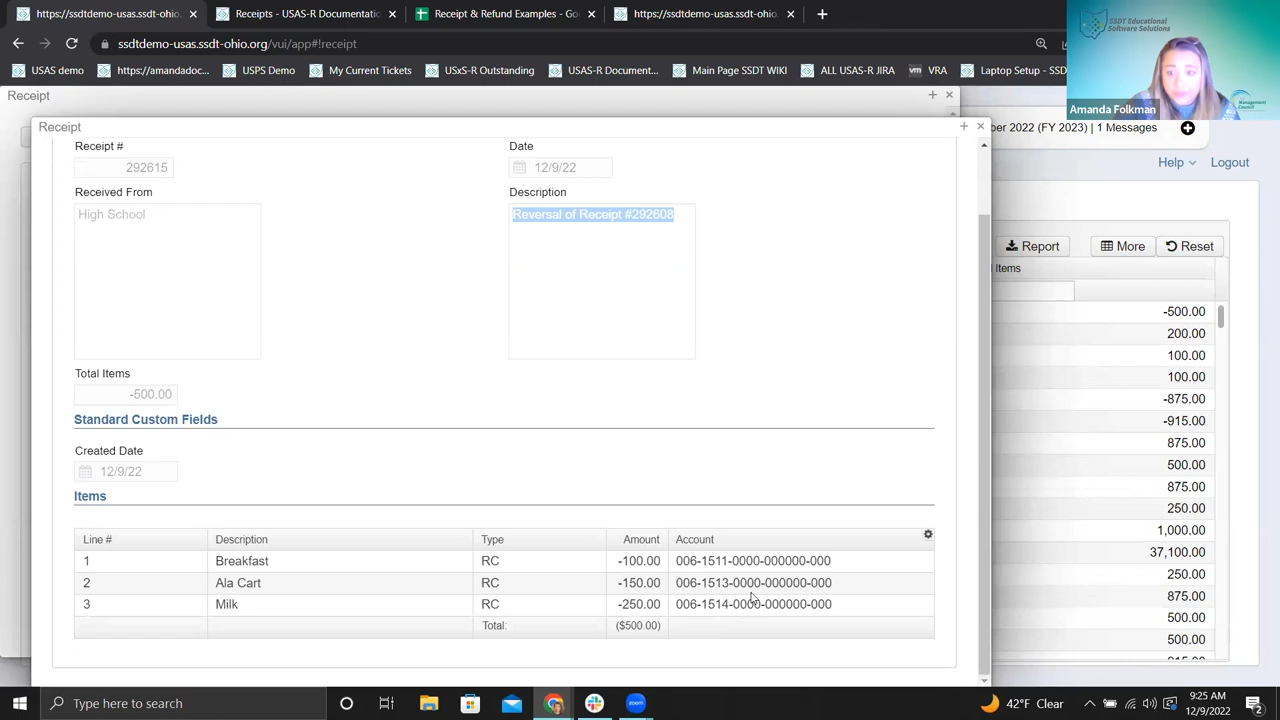 https://ssdtdemo-usas.ssdt-ohio.
Receipts - USAS-R Documentation
Receipt & Refund Examples - Go
https://ssdtdemo-usas.ssdt-ohio.
ssdtdemo-usas.ssdt-ohio.org/vui/app#!receipt
SSDT Educational
Software Solutions
USAS demo
https://amandadoc...
USPS Demo
My Current Tickets
UxSxR Outstanding
USAS-R Document...
Main Page SSDT WIKI
ALL USAS-R JIRA
VRA
Laptop Setup - SSD
Receipt
Amanda Folkman
Management
Council
Receipt
ber 2022 (FY 2023) | 1 Messages
Help
Logout
Receipt #
292615
Date
12/9/22
Received From
High School
Description
Reversal of Receipt #292608
Report
More
Reset
Items
-500.00
200.00
100.00
100.00
-875.00
-915.00
875.00
500.00
875.00
250.00
1,000.00
37,100.00
250.00
875.00
500.00
500.00
915.00
Total Items
-500.00
Standard Custom Fields
Created Date
12/9/22
Items
Line # Description Type Amount Account
1 Breakfast RC -100.00 006-1511-0000-000000-000
2 Ala Cart RC -150.00 006-1513-0000-000000-000
3 Milk RC -250.00 006-1514-0000-000000-000
Total: ($500.00)
Type here to search
zoom
42°F Clear
9:25 AM
12/9/2022
2